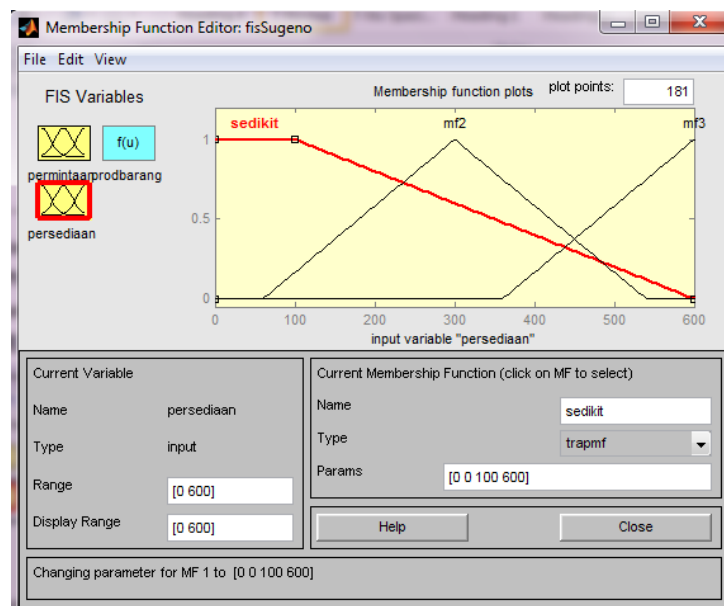 Membership Function Editor: fisSugeno
File Edit View
FIS Variables
f(u)
permintaanprodbarang
persediaan
Membership function plots plot points: 181
sedikit mf2 mf3
1
0.5
0
0 100 200 300 400 500 600
input variable "persediaan"
Current Variable
Name persediaan
Type input
Range [0 600]
Display Range [0 600]
Current Membership Function (click on MF to select)
Name sedikit
Type trapmf
Params [0 0 100 600]
Help Close
Changing parameter for MF 1 to [0 0 100 600]